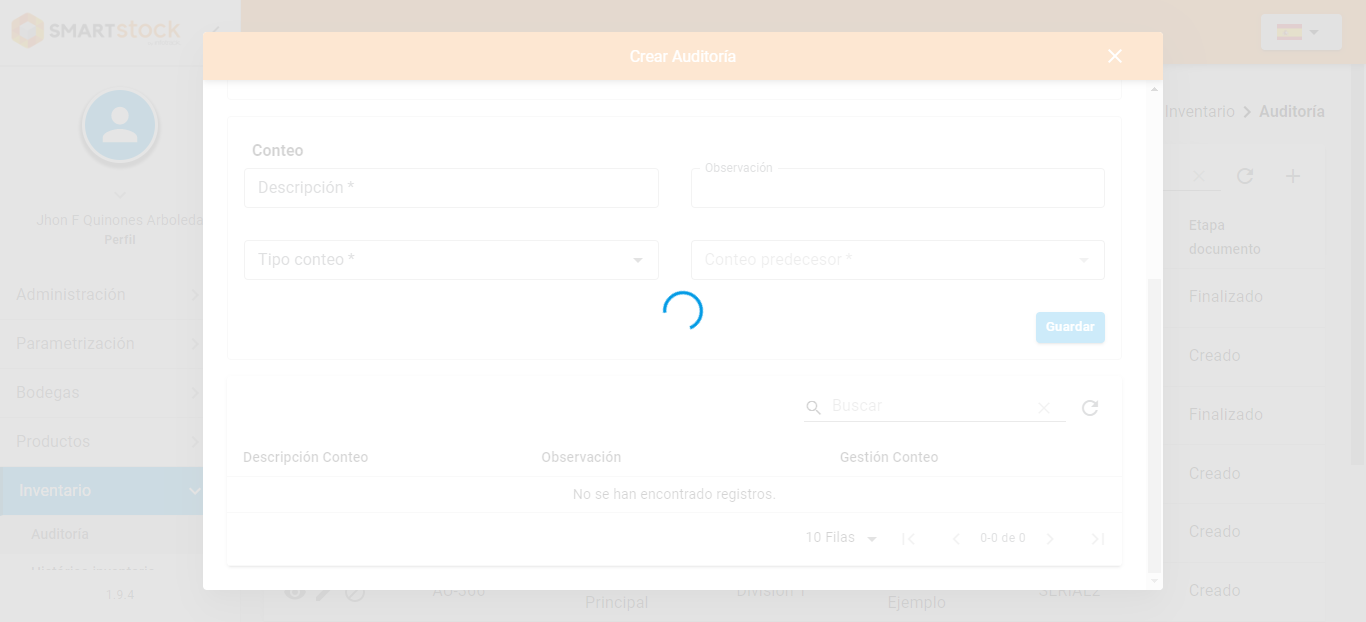 SMARTstock
Crear Auditoría
Inventario > Auditoría
Conteo
Descripción *
Observación
Jhon F Quinones Arboleda
Perfil
Etapa
documento
Tipo conteo *
Conteo predecesor *
Administración
Finalizado
Guardar
Parametrización
Creado
Bodegas
Buscar
Finalizado
Productos
Descripción Conteo
Observación
Gestión Conteo
Creado
Inventario
No se han encontrado registros.
Auditoría
10 Filas
0-0 de 0
Creado
Histórico inventario
1.9.4
AU-300
Principal
División 1
Ejemplo
SERIAL2
Creado